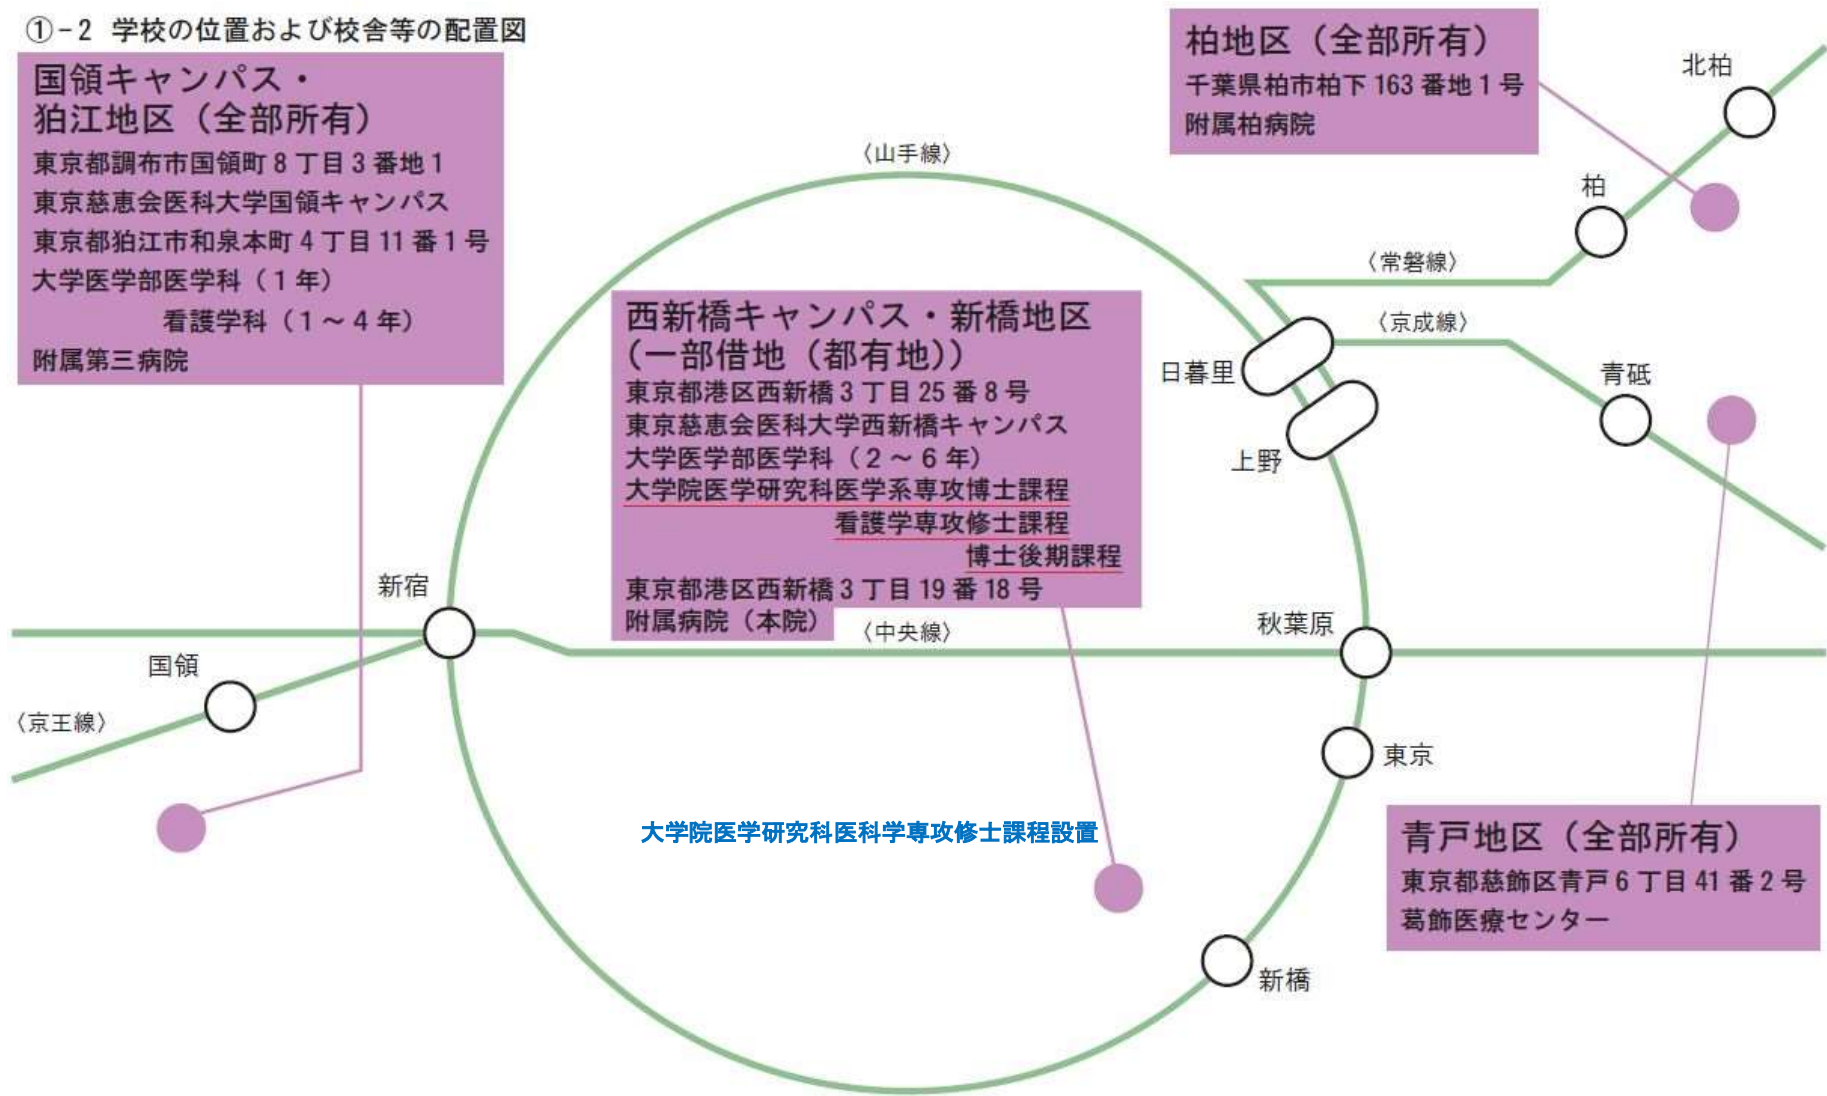 ①-2 学校の位置および校舎等の配置図
国領キャンパス・
狛江地区（全部所有）
東京都調布市国領町8丁目3番地1
東京慈恵会医科大学国領キャンパス
東京都狛江市和泉本町4丁目11番1号
大学医学部医学科（1年）
看護学科（1～4年）
附属第三病院
柏地区（全部所有）
千葉県柏市柏下163番地1号
附属柏病院
北柏
柏
〈山手線〉
〈常磐線〉
〈京成線〉
西新橋キャンパス・新橋地区
（一部借地（都有地））
東京都港区西新橋3丁目25番8号
東京慈恵会医科大学西新橋キャンパス
大学医学部医学科（2～6年）
大学院医学研究科医学系専攻博士課程
看護学専攻修士課程
博士後期課程
東京都港区西新橋3丁目19番18号
附属病院（本院）
日暮里
上野
青砥
新宿
〈中央線〉
秋葉原
国領
〈京王線〉
東京
大学院医学研究科医科学専攻修士課程設置
青戸地区（全部所有）
東京都慈飾区青戸6丁目41番2号
葛飾医療センター
新橋